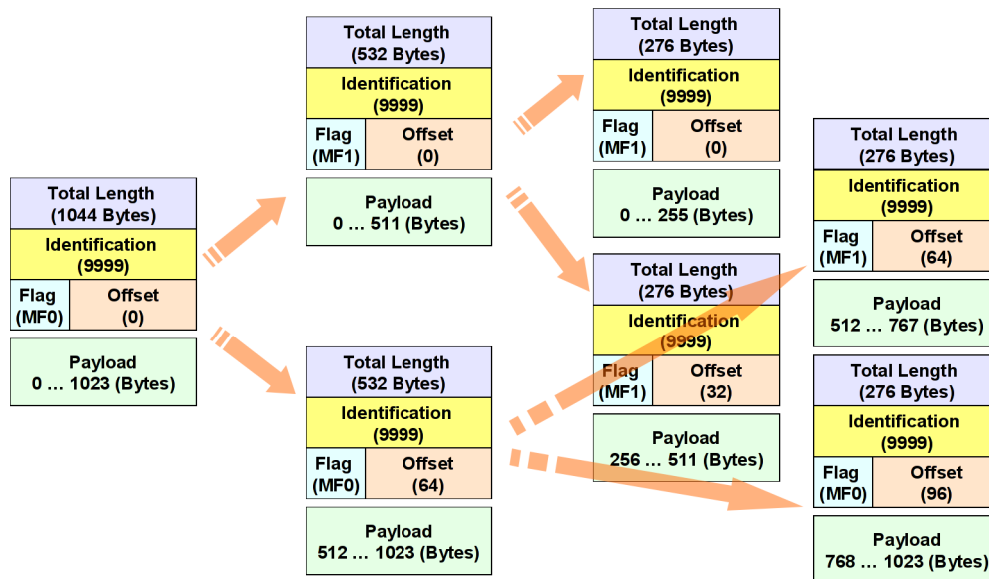 Total Length
(1044 Bytes)
Identification
(9999)
Flag
(MF0)
Offset
(0)
Payload
0 ... 1023 (Bytes)
Total Length
(532 Bytes)
Identification
(9999)
Flag
(MF1)
Offset
(0)
Payload
0 ... 511 (Bytes)
Total Length
(532 Bytes)
Identification
(9999)
Flag
(MF0)
Offset
(64)
Payload
512 ... 1023 (Bytes)
Total Length
(276 Bytes)
Identification
(9999)
Flag
(MF1)
Offset
(0)
Payload
0 ... 255 (Bytes)
Total Length
(276 Bytes)
Identification
(9999)
Flag
(MF1)
Offset
(32)
Payload
256 ... 511 (Bytes)
Total Length
(276 Bytes)
Identification
(9999)
Flag
(MF1)
Offset
(64)
Payload
512 ... 767 (Bytes)
Total Length
(276 Bytes)
Identification
(9999)
Flag
(MF0)
Offset
(96)
Payload
768 ... 1023 (Bytes)